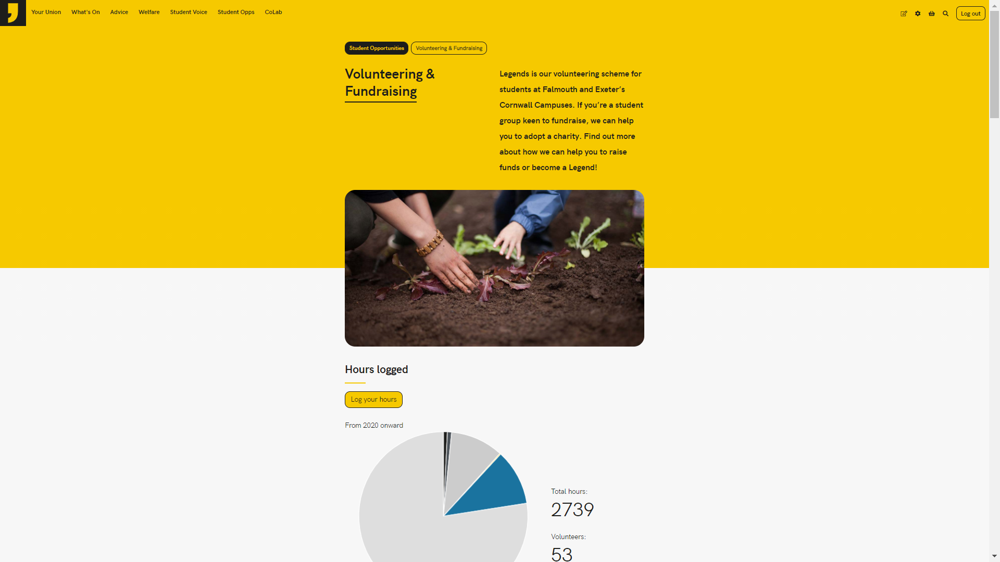 Your Union
What's On
Advice
Welfare
Student Voice
Student Opps
CoLab
Log out
Student Opportunities
Volunteering & Fundraising
Volunteering &
Fundraising
Legends is our volunteering scheme for
students at Falmouth and Exeter’s
Cornwall Campuses. If you’re a student
group keen to fundraise, we can help
you to adopt a charity. Find out more
about how we can help you to raise
funds or become a Legend!
Hours logged
Log your hours
From 2020 onward
Total hours:
2739
Volunteers:
53